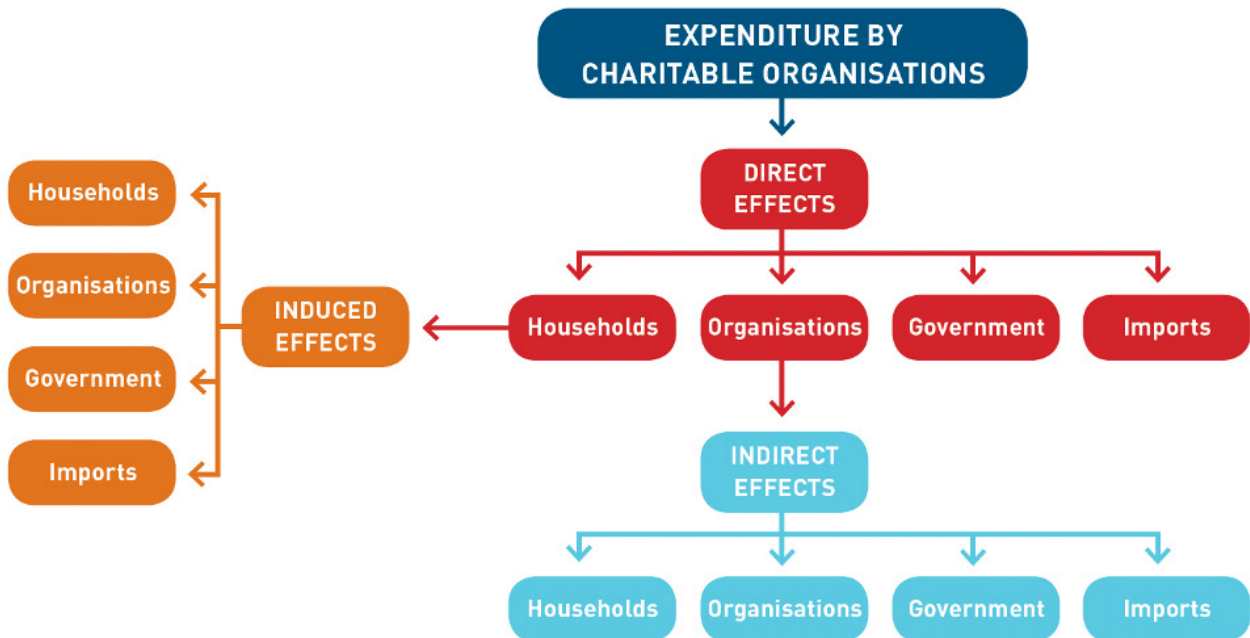 EXPENDITURE BY
CHARITABLE ORGANISATIONS
DIRECT
EFFECTS
Households
Organisations
Government
Imports
INDUCED
EFFECTS
Households
Organisations
Government
Imports
INDIRECT
EFFECTS
Households
Organisations
Government
Imports